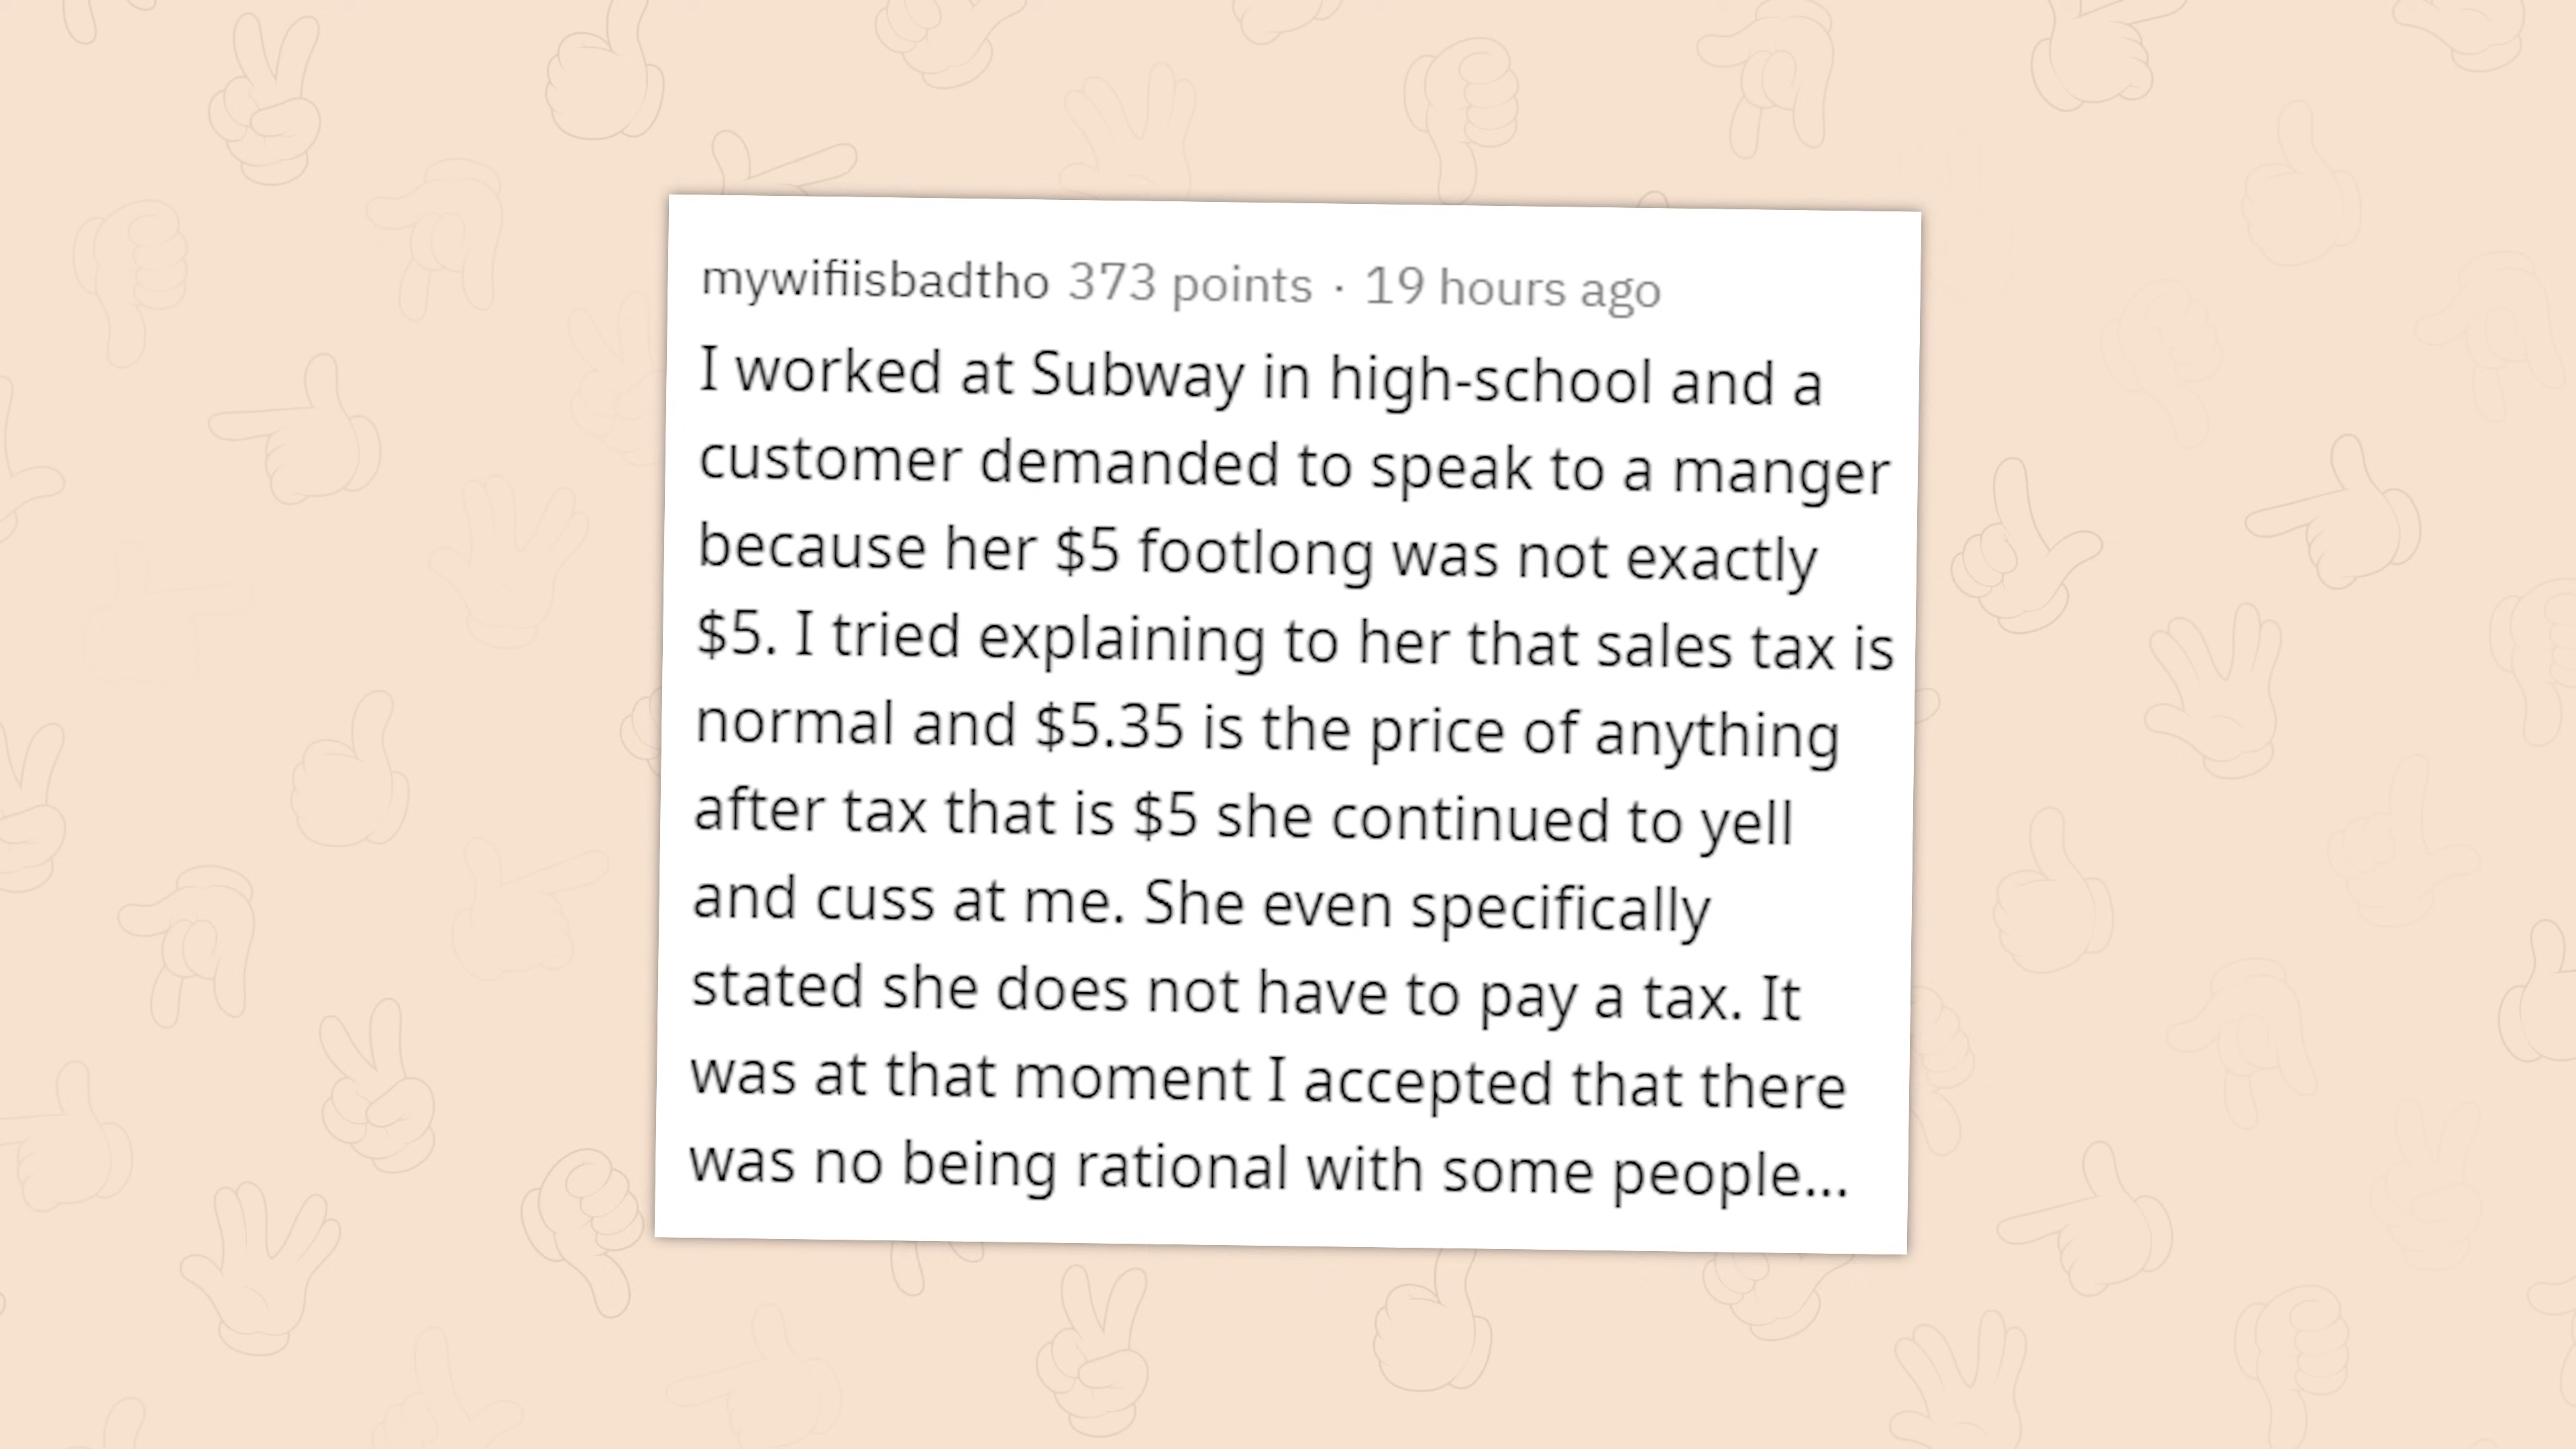 mywifiisbadtho 373 points · 19 hours ago
I worked at Subway in high-school and a
customer demanded to speak to a manger
because her $5 footlong was not exactly
$5. I tried explaining to her that sales tax is
normal and $5.35 is the price of anything
after tax that is $5 she continued to yell
and cuss at me. She even specifically
stated she does not have to pay a tax. It
was at that moment I accepted that there
was no being rational with some people...